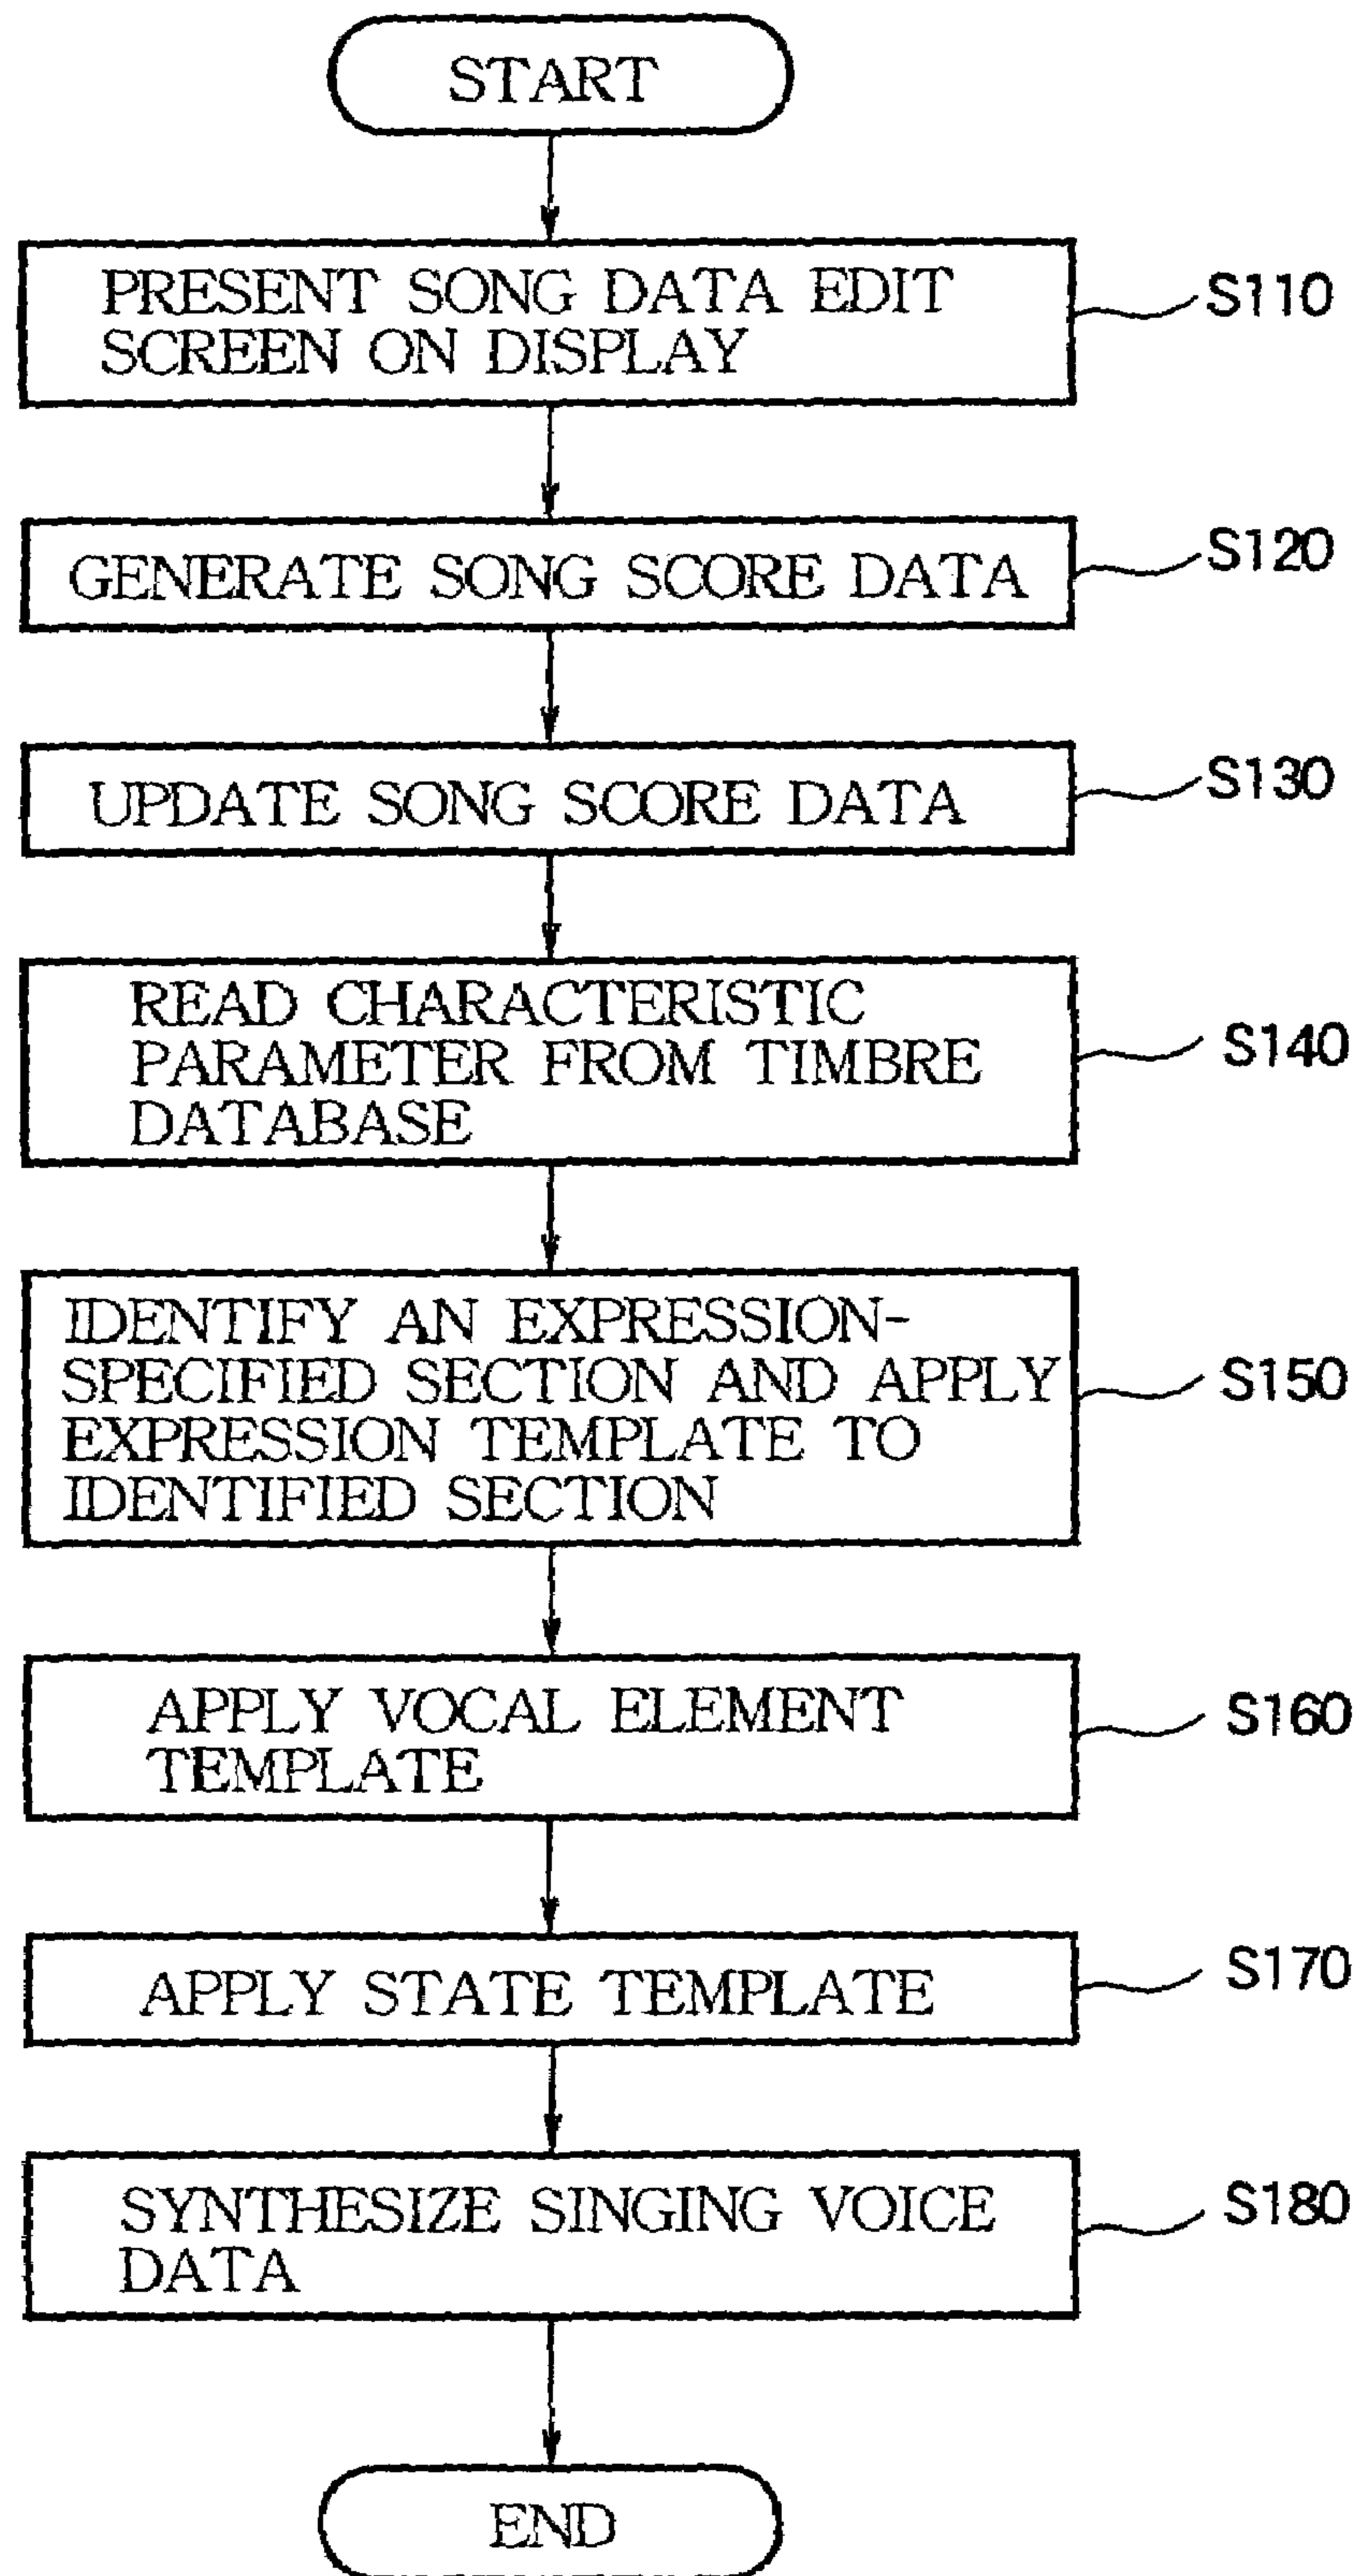 START
PRESENT SONG DATA EDIT
SCREEN ON DISPLAY
S110
GENERATE SONG SCORE DATA
S120
UPDATE SONG SCORE DATA
S130
READ CHARACTERISTIC
PARAMETER FROM TIMBRE
DATABASE
S140
IDENTIFY AN EXPRESSION-
SPECIFIED SECTION AND APPLY
EXPRESSION TEMPLATE TO
IDENTIFIED SECTION
S150
APPLY VOCAL ELEMENT
TEMPLATE
S160
APPLY STATE TEMPLATE
S170
SYNTHESIZE SINGING VOICE
DATA
S180
END